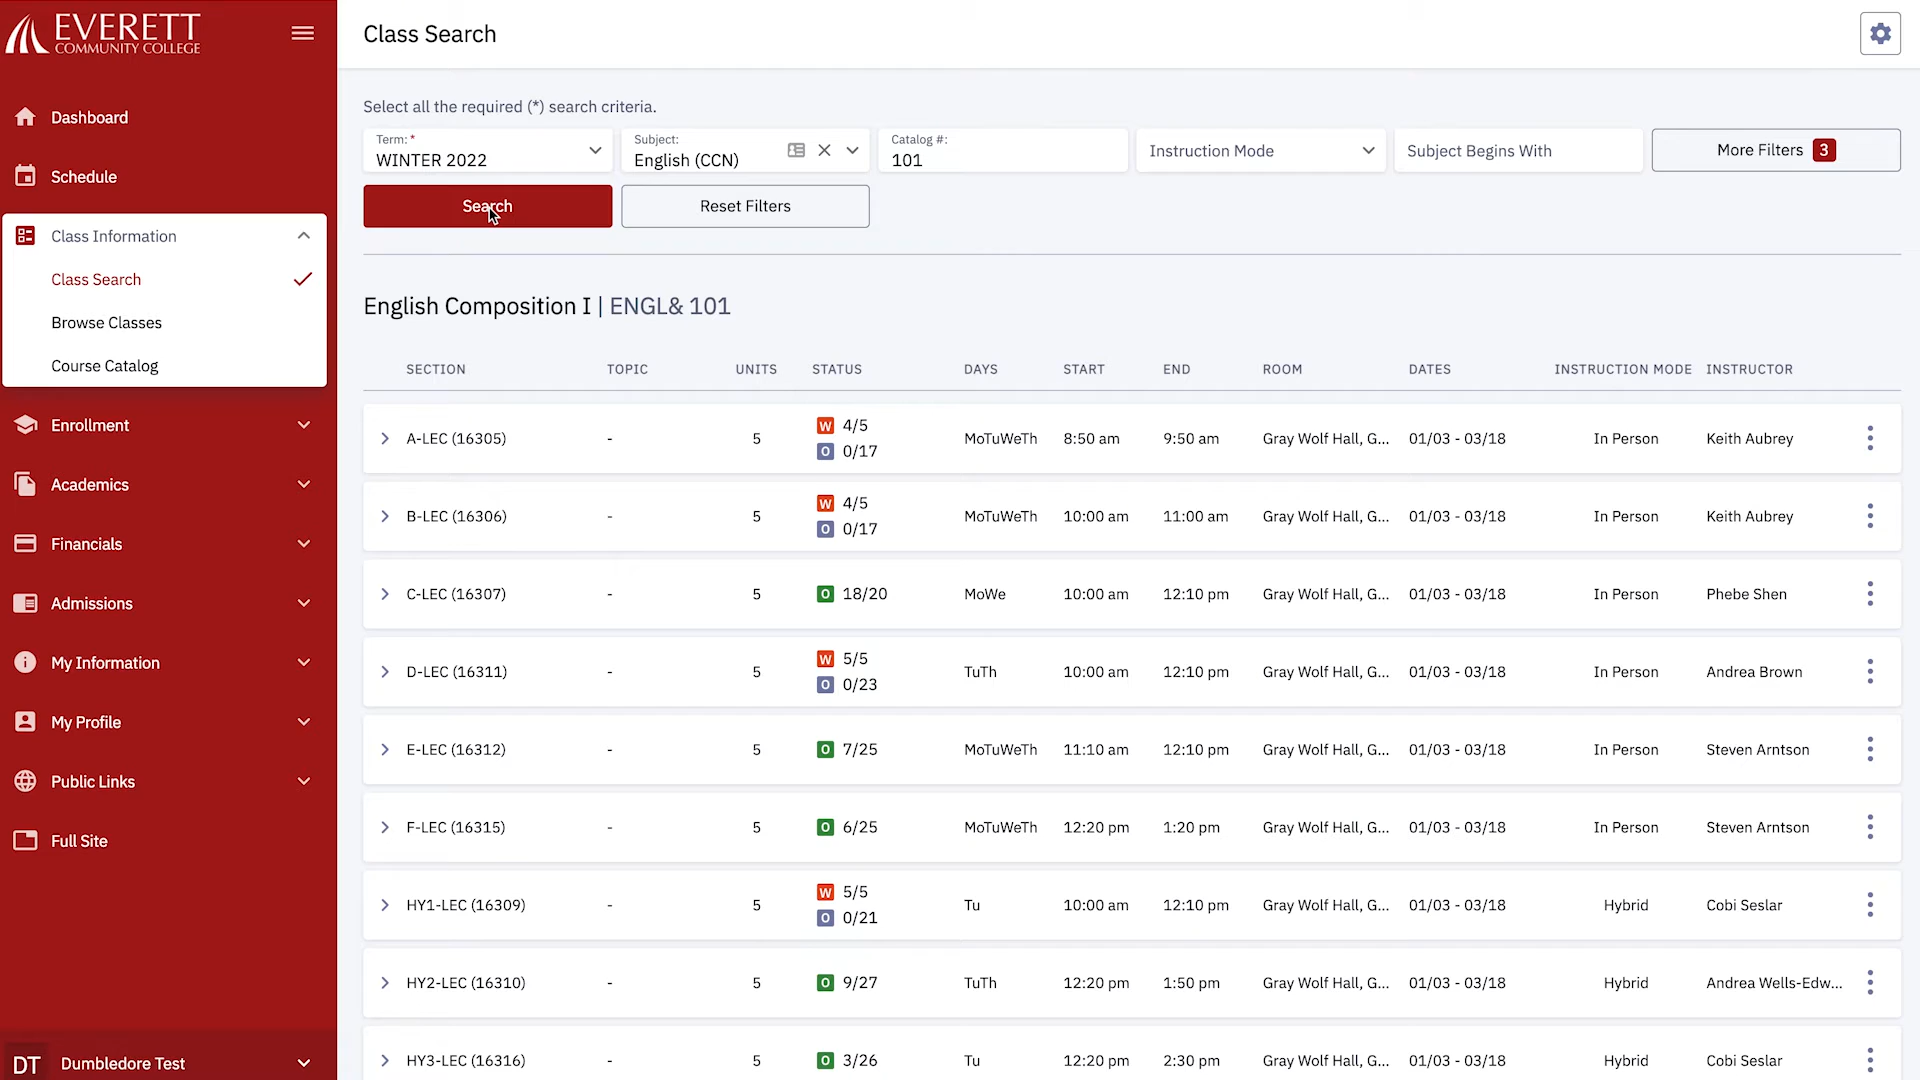 EVERETT
COMMUNITY COLLEGE
Class Search
Dashboard
Schedule
Class Information
Class Search
Browse Classes
Course Catalog
Enrollment
Academics
Financials
Admissions
My Information
My Profile
Public Links
Full Site
DT Dumbledore Test
Select all the required (*) search criteria.
Term: *
WINTER 2022
Subject:
English (CCN)
Catalog #:
101
Instruction Mode
Subject Begins With
More Filters 3
Search
Reset Filters
English Composition I | ENGL& 101
SECTION TOPIC UNITS STATUS DAYS START END ROOM DATES INSTRUCTION MODE INSTRUCTOR
A-LEC (16305) - 5 W 4/5 O 0/17 MoTuWeTh 8:50 am 9:50 am Gray Wolf Hall, G... 01/03 - 03/18 In Person Keith Aubrey
B-LEC (16306) - 5 W 4/5 O 0/17 MoTuWeTh 10:00 am 11:00 am Gray Wolf Hall, G... 01/03 - 03/18 In Person Keith Aubrey
C-LEC (16307) - 5 O 18/20 MoWe 10:00 am 12:10 pm Gray Wolf Hall, G... 01/03 - 03/18 In Person Phebe Shen
D-LEC (16311) - 5 W 5/5 O 0/23 TuTh 10:00 am 12:10 pm Gray Wolf Hall, G... 01/03 - 03/18 In Person Andrea Brown
E-LEC (16312) - 5 O 7/25 MoTuWeTh 11:10 am 12:10 pm Gray Wolf Hall, G... 01/03 - 03/18 In Person Steven Arntson
F-LEC (16315) - 5 O 6/25 MoTuWeTh 12:20 pm 1:20 pm Gray Wolf Hall, G... 01/03 - 03/18 In Person Steven Arntson
HY1-LEC (16309) - 5 W 5/5 O 0/21 Tu 10:00 am 12:10 pm Gray Wolf Hall, G... 01/03 - 03/18 Hybrid Cobi Seslar
HY2-LEC (16310) - 5 O 9/27 TuTh 12:20 pm 1:50 pm Gray Wolf Hall, G... 01/03 - 03/18 Hybrid Andrea Wells-Edw...
HY3-LEC (16316) - 5 O 3/26 Tu 12:20 pm 2:30 pm Gray Wolf Hall, G... 01/03 - 03/18 Hybrid Cobi Seslar